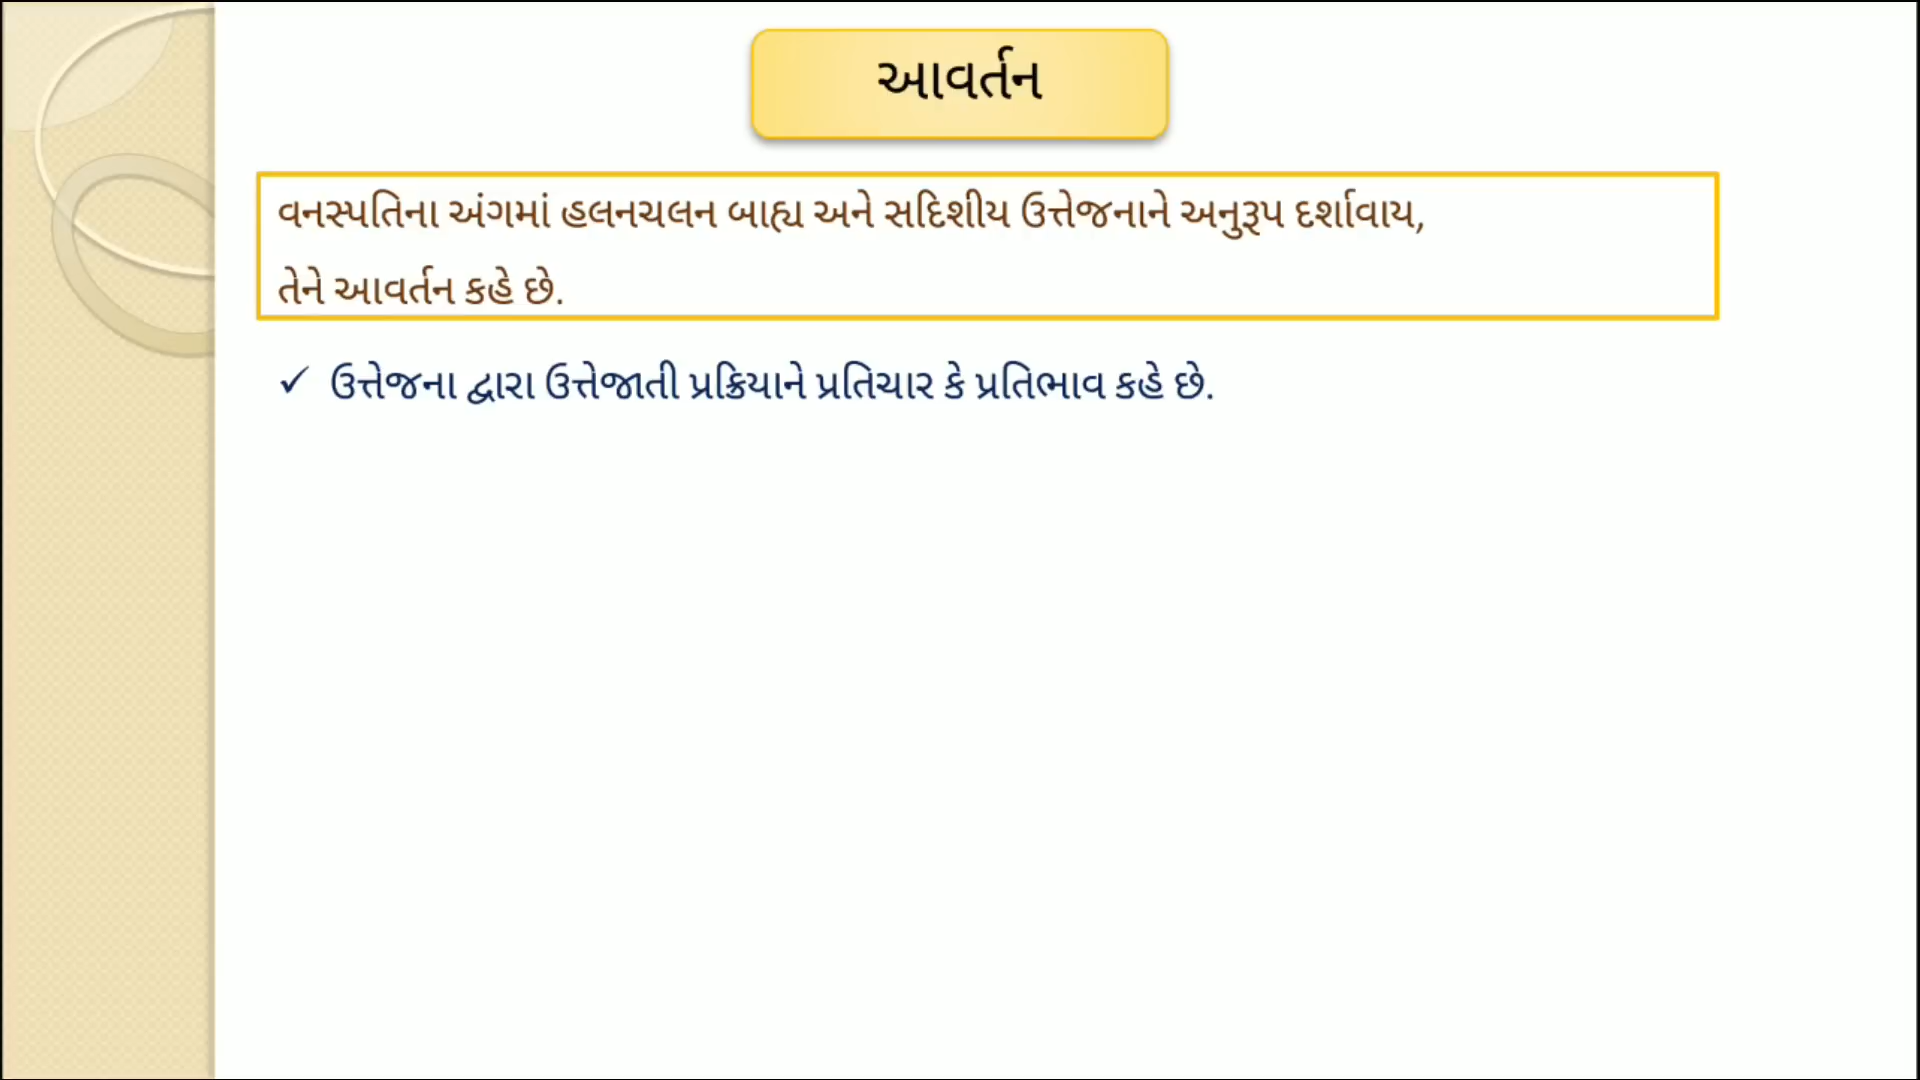 આવર્તન
વનસ્પતિના અંગમાં હલનચલન બાહ્ય અને સદિશીય ઉત્તેજનાને અનુરૂપ દર્શાવાય,
તેને આવર્તન કહે છે.
✓ ઉત્તેજના દ્વારા ઉત્તેજાતી પ્રક્રિયાને પ્રતિચાર કે પ્રતિભાવ કહે છે.